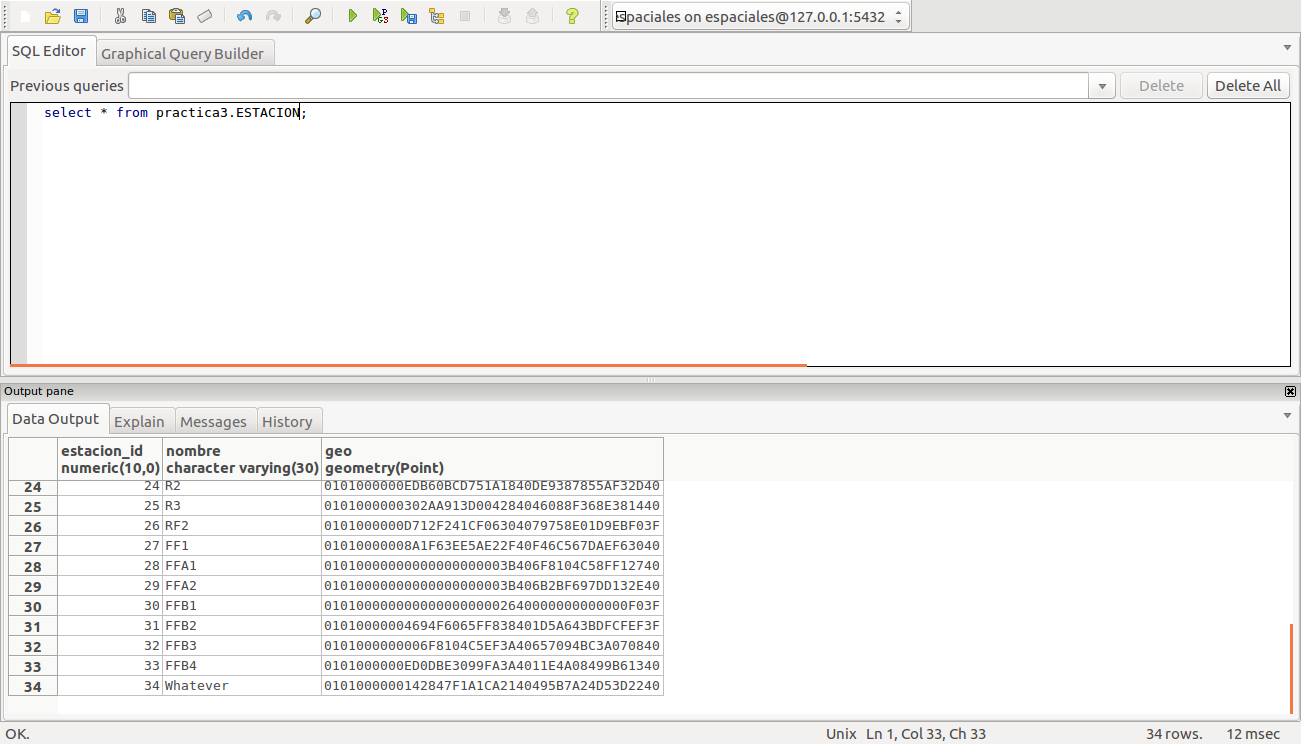 espaciales on espaciales@127.0.0.1:5432
SQL Editor
Graphical Query Builder
Previous queries
Delete
Delete All
select * from practica3.ESTACION;
Output pane
Data Output
Explain
Messages
History
estacion_id nombre geo
numeric(10,0) character varying(30) geometry(Point)
24 24 R2 0101000000EDB60BCD751A1840DE9387855AF32D40
25 25 R3 0101000000302AA913D004284046088F368E381440
26 26 RF2 0101000000D712F241CF06304079758E01D9EBF03F
27 27 FF1 01010000008A1F63EE5AE22F40F46C567DAEF63040
28 28 FFA1 01010000000000000000003B406F8104C58FF12740
29 29 FFA2 01010000000000000000003B406B2BF697DD132E40
30 30 FFB1 01010000000000000000002640000000000000F03F
31 31 FFB2 01010000004694F6065FF838401D5A643BDFCFEF3F
32 32 FFB3 0101000000006F8104C5EF3A40657094BC3A070840
33 33 FFB4 0101000000ED0DBE3099FA3A4011E4A08499B61340
34 34 Whatever 0101000000142847F1A1CA2140495B7A24D53D2240
OK.
Unix Ln 1, Col 33, Ch 33
34 rows.
12 msec